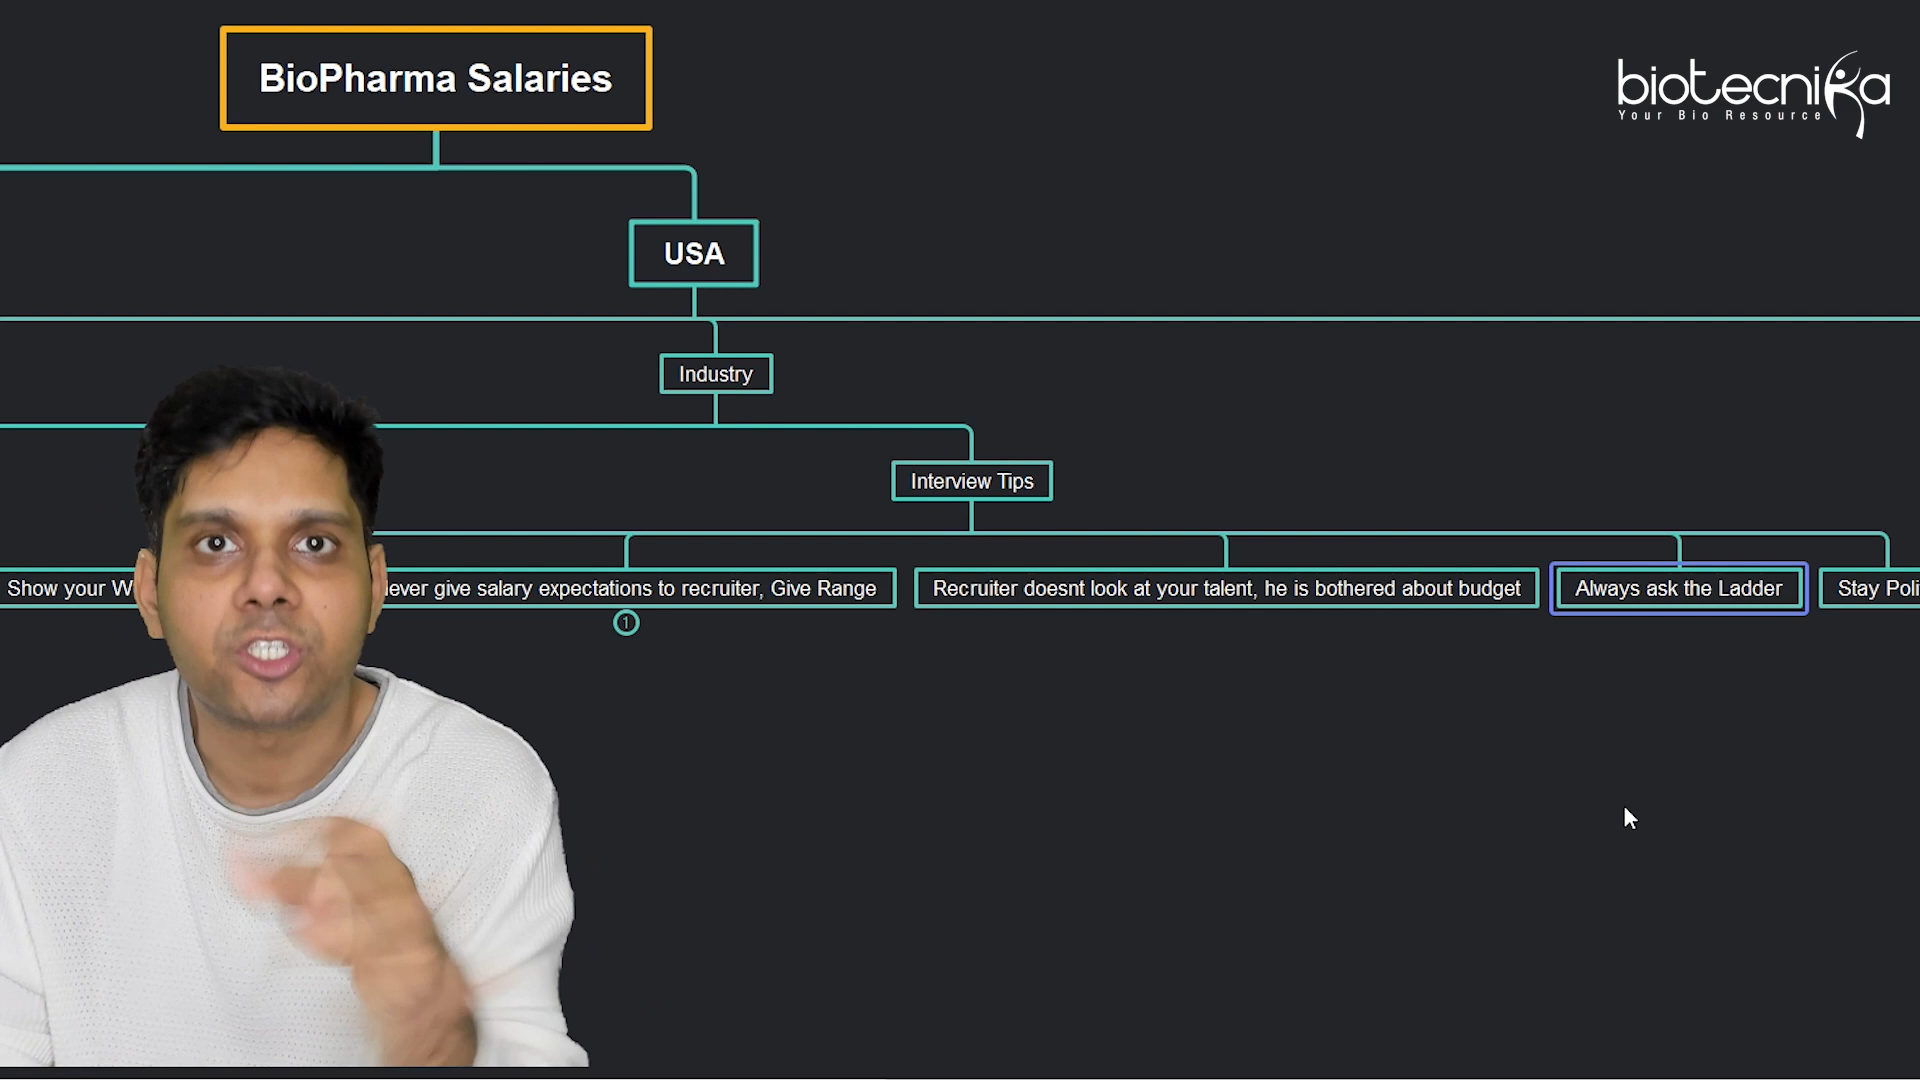 BioPharma Salaries
biotecnika
Your Bio Resource
USA
Industry
Interview Tips
Show your
ever give salary expectations to recruiter, Give Range
Recruiter doesnt look at your talent, he is bothered about budget
Always ask the Ladder
Stay
1